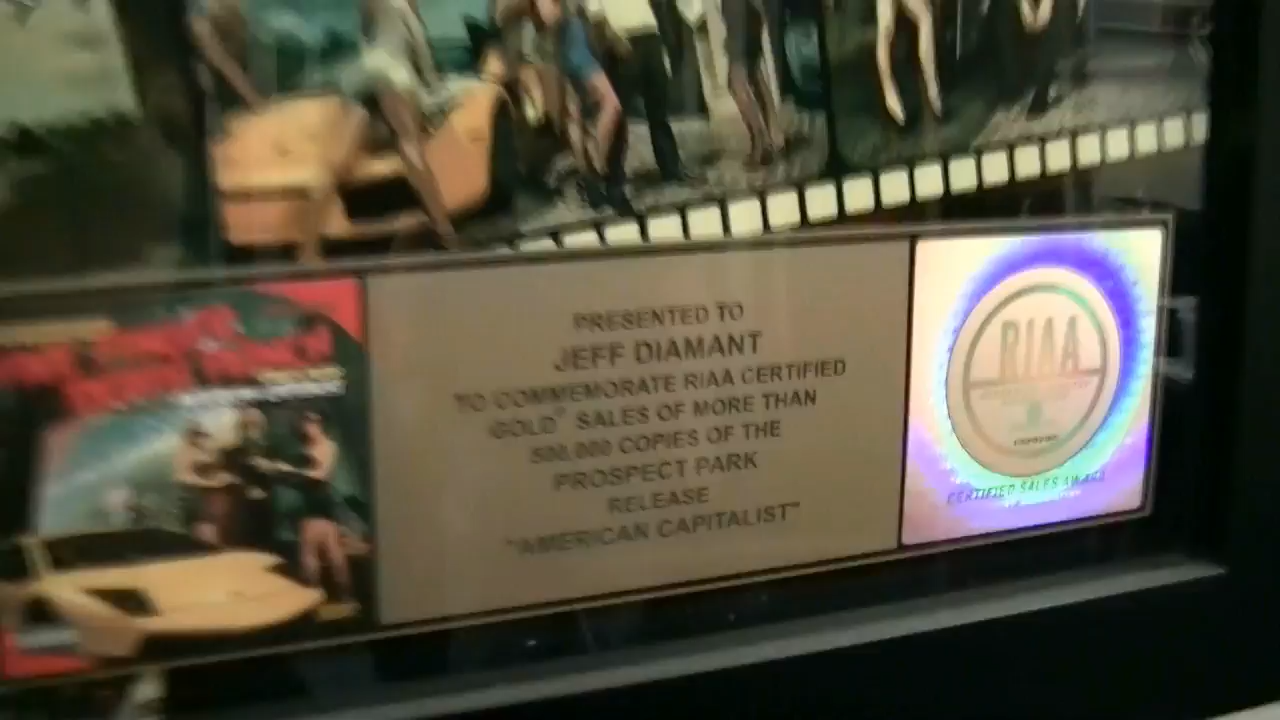 PRESENTED TO
JEFF DIAMANT
TO COMMEMORATE RIAA CERTIFIED
GOLD® SALES OF MORE THAN
500,000 COPIES OF THE
PROSPECT PARK
RELEASE
"AMERICAN CAPITALIST"
RIAA
CERTIFIED SALES AWARD